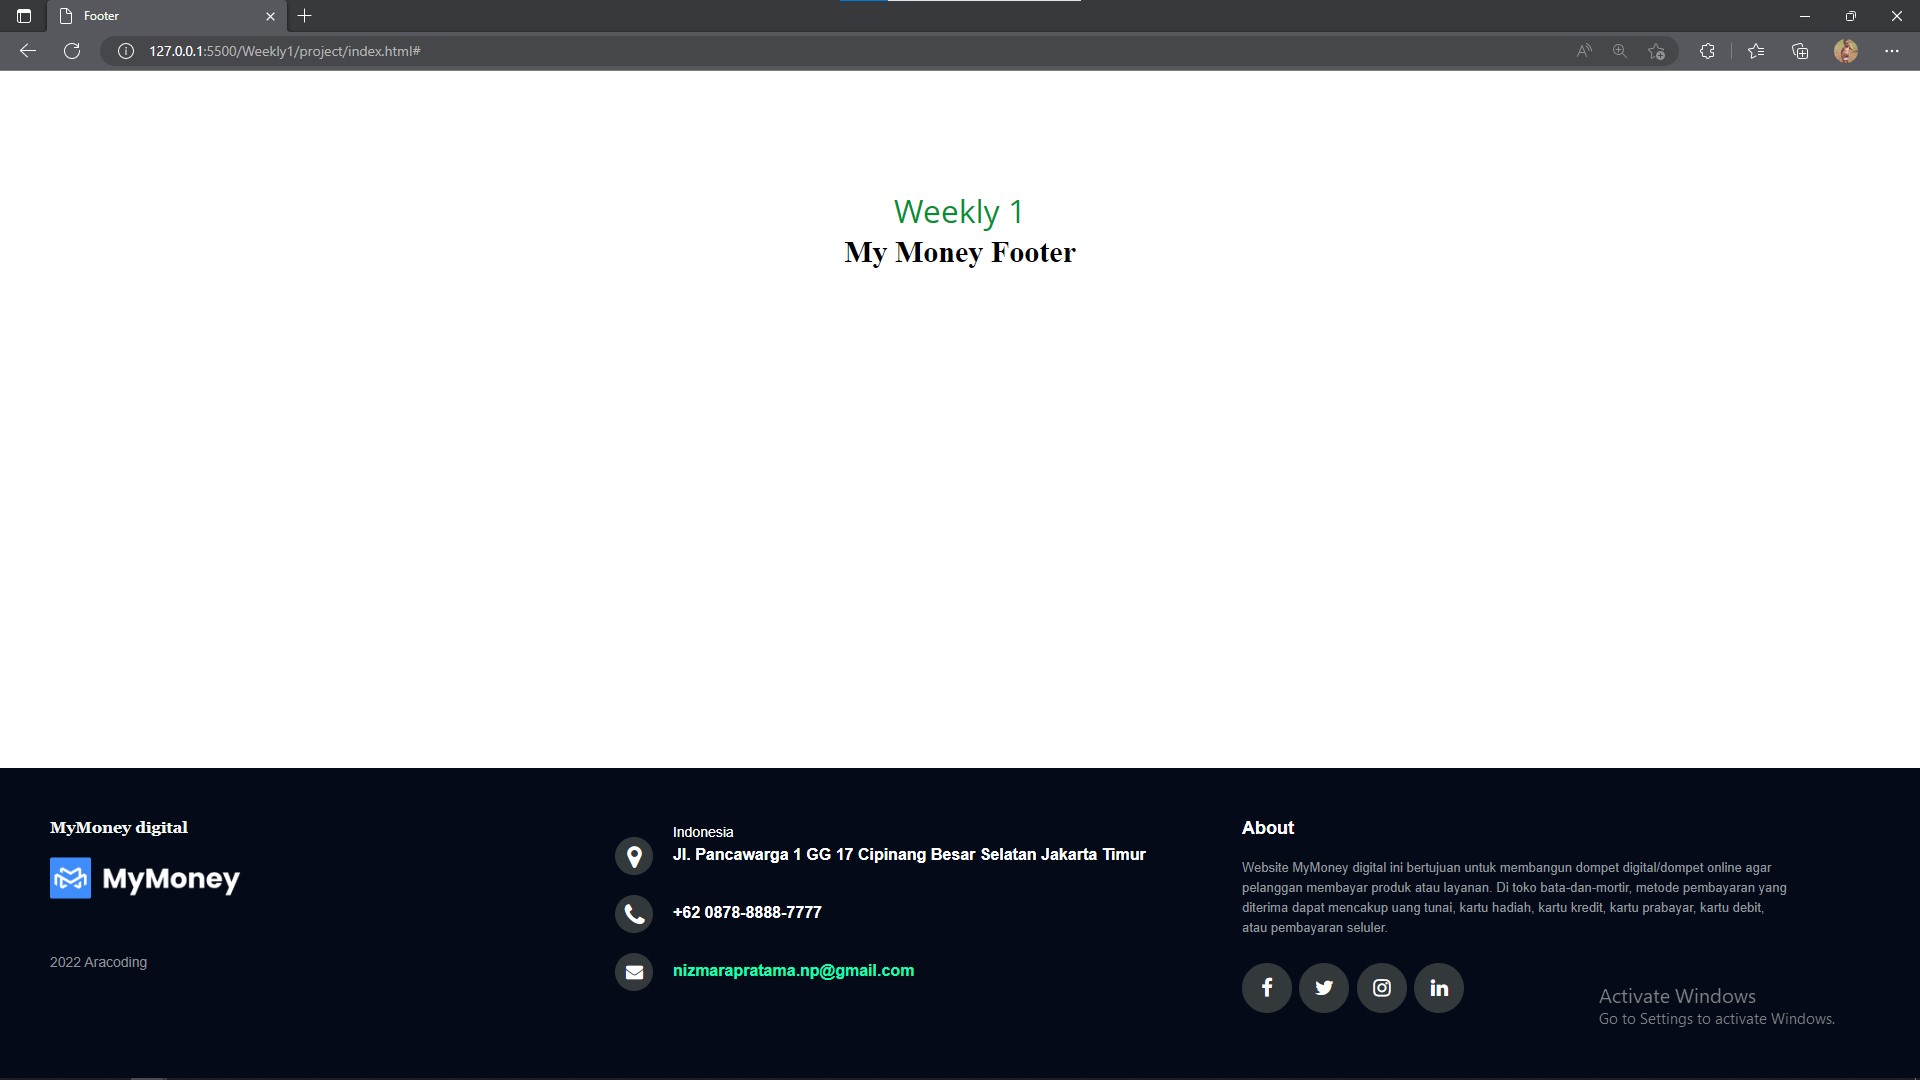 Footer
127.0.0.1:5500/Weekly1/project/index.html#
Weekly 1
My Money Footer
MyMoney digital
MyMoney
2022 Aracoding
Indonesia
Jl. Pancawarga 1 GG 17 Cipinang Besar Selatan Jakarta Timur
+62 0878-8888-7777
nizmarapratama.np@gmail.com
About
Website MyMoney digital ini bertujuan untuk membangun dompet digital/dompet online agar
pelanggan membayar produk atau layanan. Di toko bata-dan-mortir, metode pembayaran yang
diterima dapat mencakup uang tunai, kartu hadiah, kartu kredit, kartu prabayar, kartu debit,
atau pembayaran seluler.
Activate Windows
Go to Settings to activate Windows.